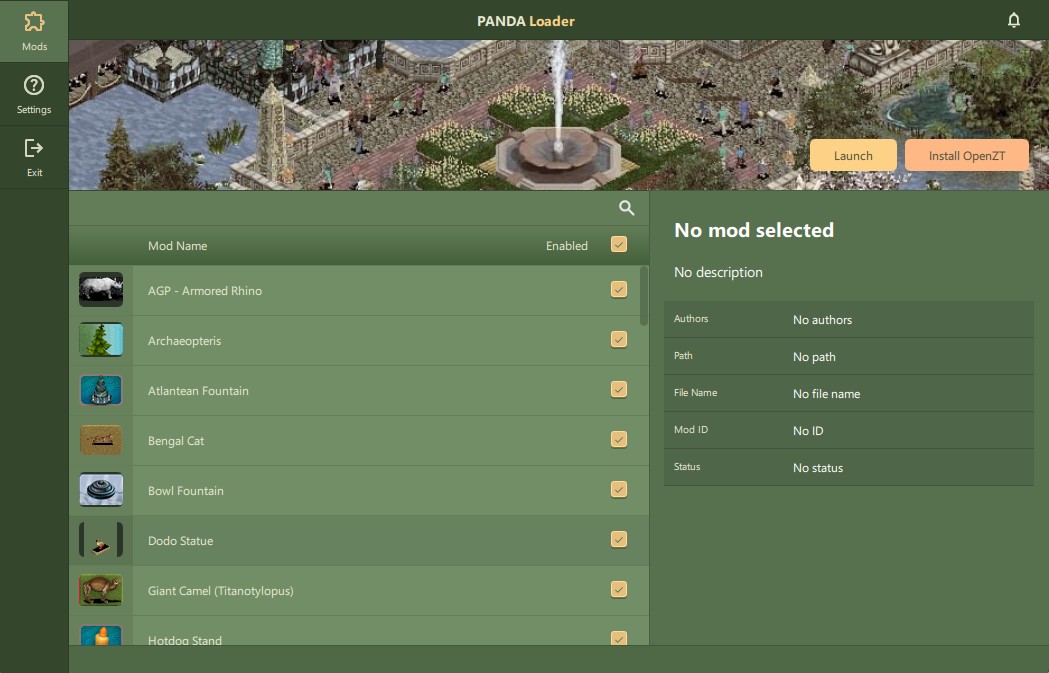 PANDA Loader
Mods
Settings
Exit
Launch
Install OpenZT
Mod Name
Enabled
AGP - Armored Rhino
Archaeopteris
Atlantean Fountain
Bengal Cat
Bowl Fountain
Dodo Statue
Giant Camel (Titanotylopus)
Hotdog Stand
No mod selected
No description
Authors No authors
Path No path
File Name No file name
Mod ID No ID
Status No status